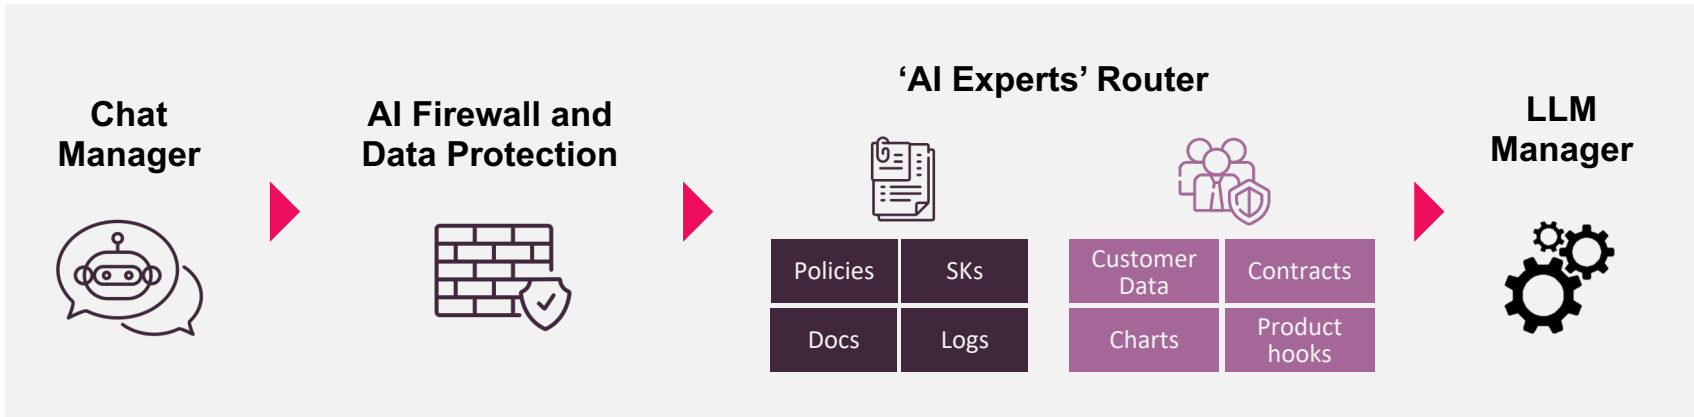 Chat
Manager
AI Firewall and
Data Protection
‘AI Experts’ Router
Policies
SKs
Docs
Logs
Customer
Data
Contracts
Charts
Product
hooks
LLM
Manager